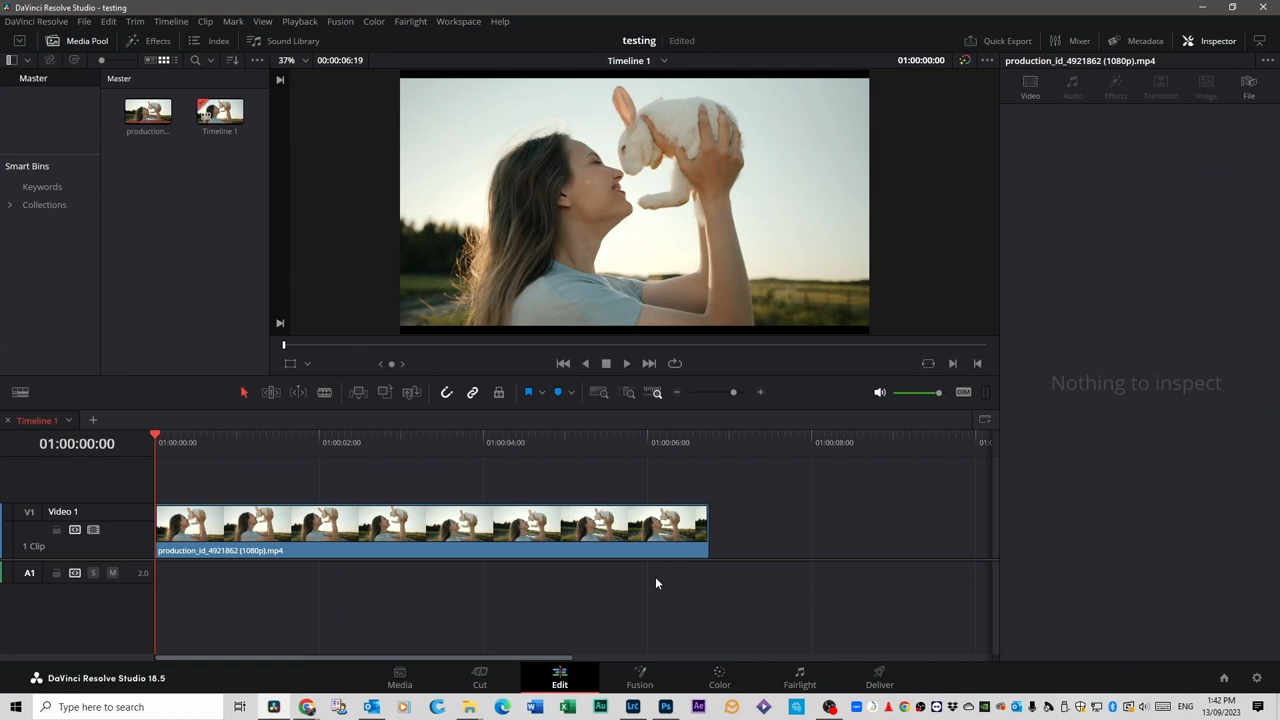 DaVinci Resolve Studio - testing
DaVinci Resolve File Edit Trim Timeline Clip Mark View Playback Fusion Color Fairlight Workspace Help
Media Pool Effects Index Sound Library testing Edited Quick Export Mixer Metadata Inspector
37% 00:00:06:19 Timeline 1 01:00:00:00 production_id_4921862 (1080p).mp4
Master Master
Video Audio Effects Transition Image File
production... Timeline 1
Smart Bins
Keywords
Collections
Nothing to inspect
DIM
Timeline 1
01:00:00:00 01:00:00:00 01:00:02:00 01:00:04:00 01:00:06:00 01:00:08:00
V1 Video 1
1 Clip production_id_4921862 (1080p).mp4
A1 S M 2.0
DaVinci Resolve Studio 18.5 Media Cut Edit Fusion Color Fairlight Deliver
Type here to search Au Lrc Ps Ae ENG 1:42 PM
13/09/2023